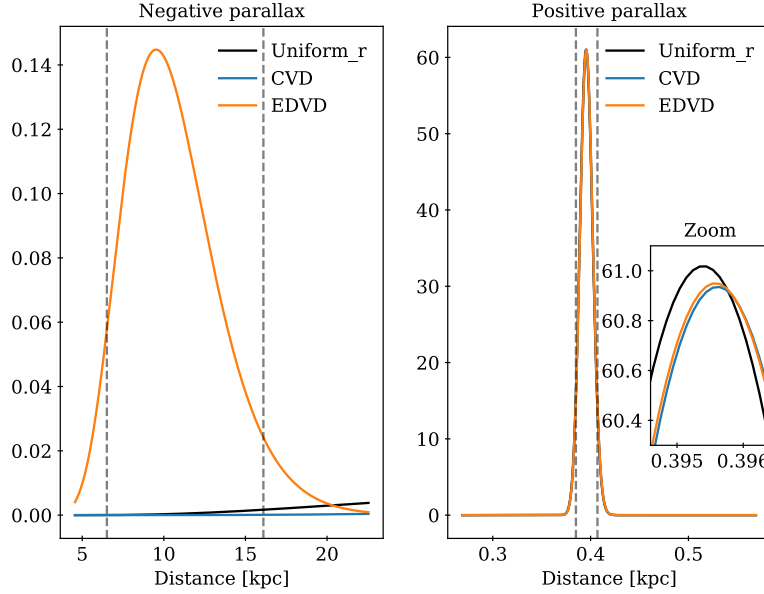 Negative parallax
0.14
0.12
0.10
0.08
0.06
0.04
0.02
0.00
Uniform_r
CVD
EDVD
5
10
15
20
Distance [kpc]
Positive parallax
60
50
40
30
20
10
0
Uniform_r
CVD
EDVD
Zoom
61.0
60.8
60.6
60.4
0.395
0.396
0.3
0.4
0.5
Distance [kpc]